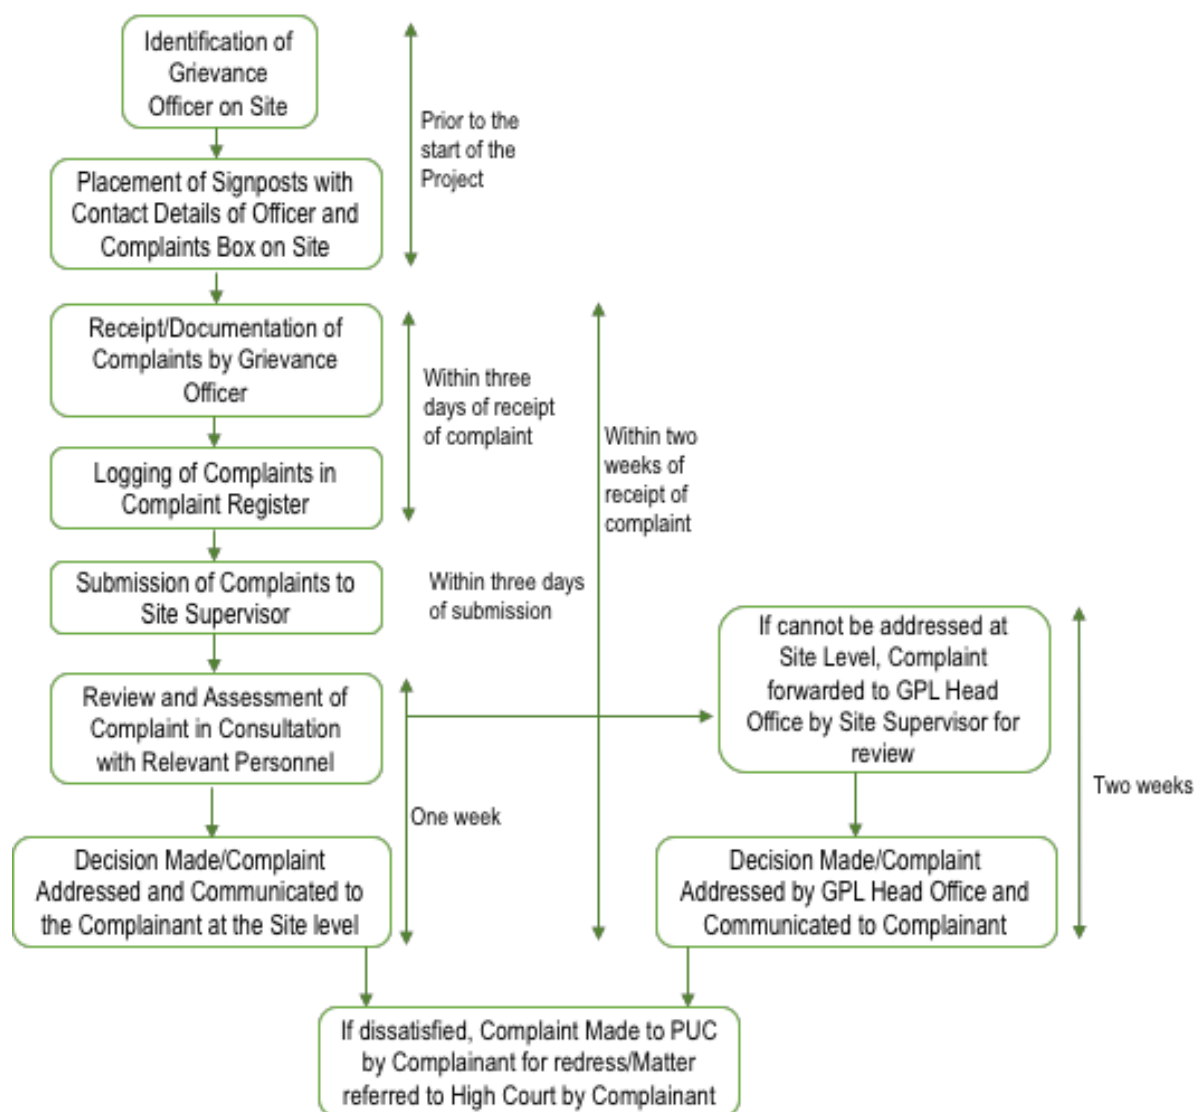 Identification of
Grievance
Officer on Site
Prior to the
start of the
Project
Placement of Signposts with
Contact Details of Officer and
Complaints Box on Site
Receipt/Documentation of
Complaints by Grievance
Officer
Within three
days of receipt
of complaint
Within two
weeks of
receipt of
complaint
Logging of Complaints in
Complaint Register
Submission of Complaints to
Site Supervisor
Within three days
of submission
Review and Assessment of
Complaint in Consultation
with Relevant Personnel
If cannot be addressed at
Site Level, Complaint
forwarded to GPL Head
Office by Site Supervisor for
review
Two weeks
One week
Decision Made/Complaint
Addressed and Communicated to
the Complainant at the Site level
Decision Made/Complaint
Addressed by GPL Head Office and
Communicated to Complainant
If dissatisfied, Complaint Made to PUC
by Complainant for redress/Matter
referred to High Court by Complainant